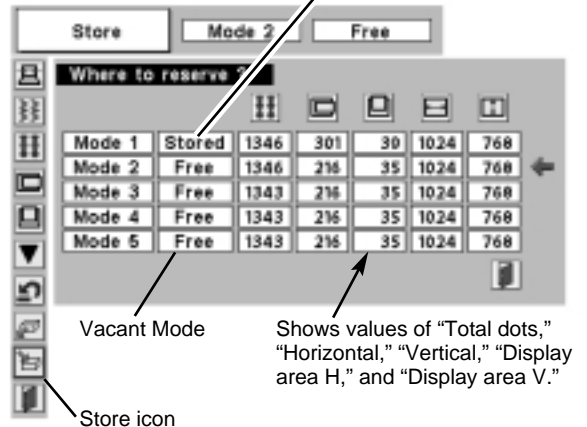 Store Mode 2 Free
Where to reserve ?
Mode 1 Stored 1346 301 30 1024 768
Mode 2 Free 1346 216 35 1024 768
Mode 3 Free 1343 216 35 1024 768
Mode 4 Free 1343 216 35 1024 768
Mode 5 Free 1343 216 35 1024 768
Vacant Mode
Shows values of “Total dots,”
“Horizontal,” “Vertical,” “Display
area H,” and “Display area V.”
Store icon